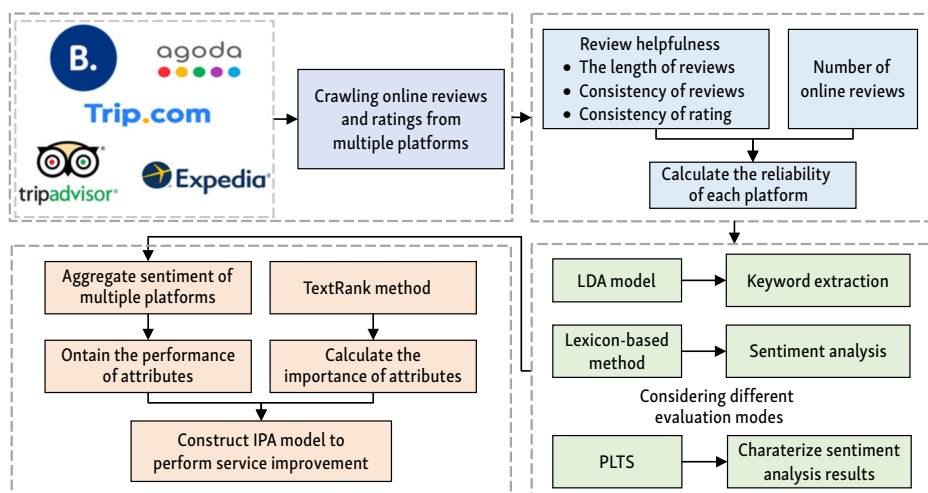 B.
agoda
Trip.com
tripadvisor®
Expedia®
Crawling online reviews
and ratings from
multiple platforms
Review helpfulness
• The length of reviews
• Consistency of reviews
• Consistency of rating
Number of
online reviews
Calculate the reliability
of each platform
Aggregate sentiment of
multiple platforms
TextRank method
Ontain the performance
of attributes
Calculate the
importance of attributes
Construct IPA model to
perform service improvement
LDA model
Keyword extraction
Lexicon-based
method
Sentiment analysis
Considering different
evaluation modes
PLTS
Charaterize sentiment
analysis results